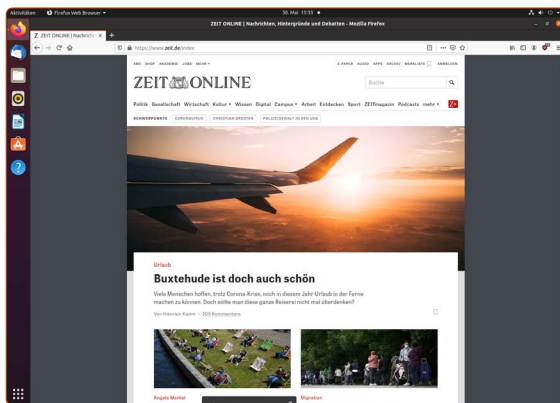 Aktivitäten Firefox Web Browser 30. Mai 15:33
ZEIT ONLINE | Nachrichten, Hintergründe und Debatten - Mozilla Firefox
Z ZEIT ONLINE | Nachrichte
https://www.zeit.de/index
ABO SHOP AKADEMIE JOBS MEHR
E-PAPER AUDIO APPS ARCHIV MERKLISTE ANMELDEN
ZEIT ONLINE
Suche
Politik Gesellschaft Wirtschaft Kultur Wissen Digital Campus Arbeit Entdecken Sport ZEITmagazin Podcasts mehr Z+
SCHWERPUNKTE CORONAVIRUS CHRISTIAN DROSTEN POLIZEIGEWALT IN DEN USA
Urlaub
Buxtehude ist doch auch schön
Viele Menschen hoffen, trotz Corona-Krise, noch in diesem Jahr Urlaub in der Ferne
machen zu können. Doch sollte man diese ganze Reiserei nicht mal überdenken?
Von Hasnain Kazim 209 Kommentare
Angela Merkel
Migration